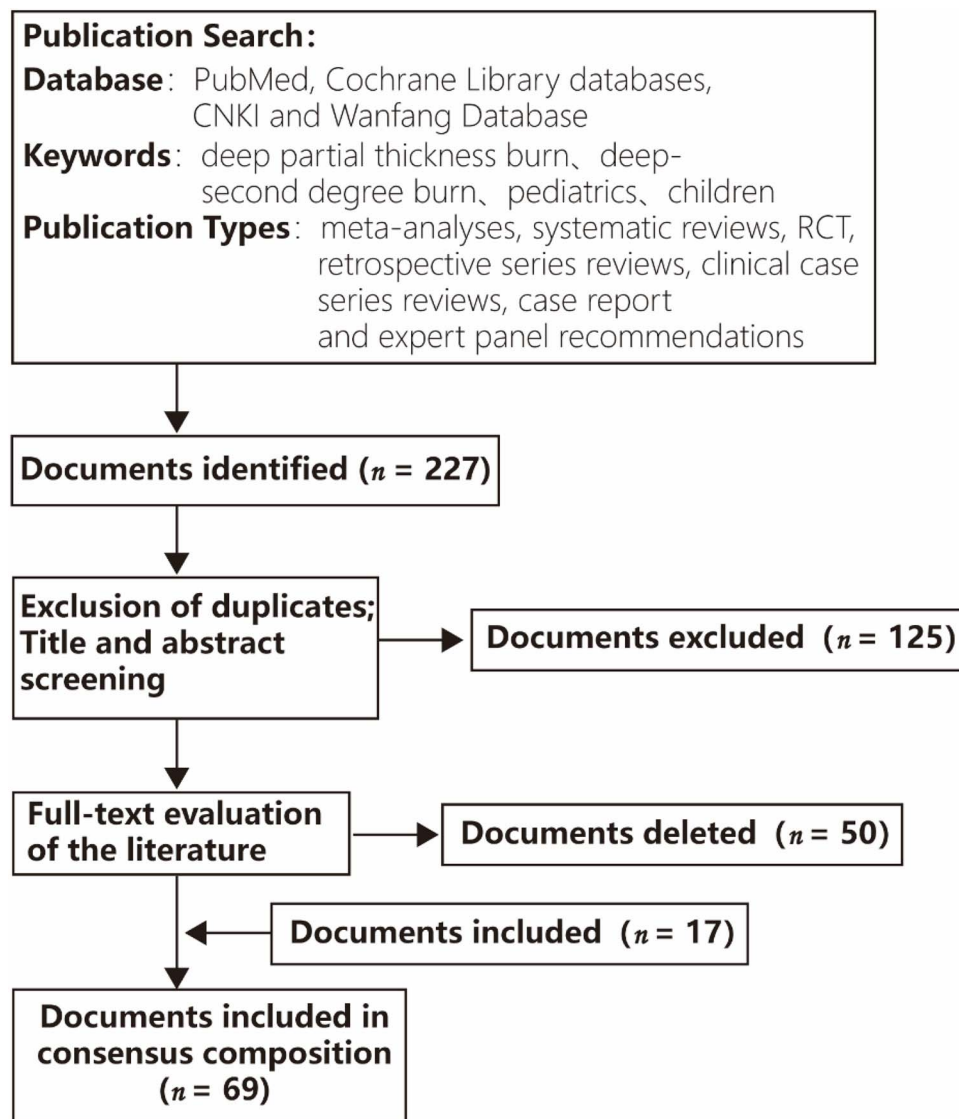 Publication Search:
Database: PubMed, Cochrane Library databases,
CNKI and Wanfang Database
Keywords: deep partial thickness burn、deep-
second degree burn、pediatrics、children
Publication Types: meta-analyses, systematic reviews, RCT,
retrospective series reviews, clinical case
series reviews, case report
and expert panel recommendations
Documents identified (n = 227)
Exclusion of duplicates;
Title and abstract
screening
Documents excluded (n = 125)
Full-text evaluation
of the literature
Documents deleted (n = 50)
Documents included (n = 17)
Documents included in
consensus composition
(n = 69)